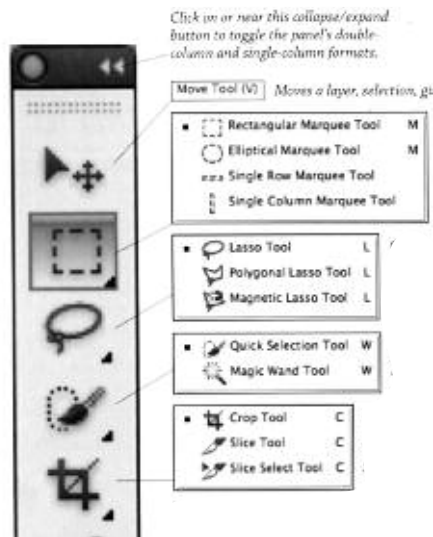 Click on or near this collapse/expand
button to toggle the panel's double-
column and single-column formats.
Move Tool (V) Moves a layer, selection,
Rectangular Marquee Tool M
Elliptical Marquee Tool M
Single Row Marquee Tool
Single Column Marquee Tool
Lasso Tool L
Polygonal Lasso Tool L
Magnetic Lasso Tool L
Quick Selection Tool W
Magic Wand Tool W
Crop Tool C
Slice Tool C
Slice Select Tool C